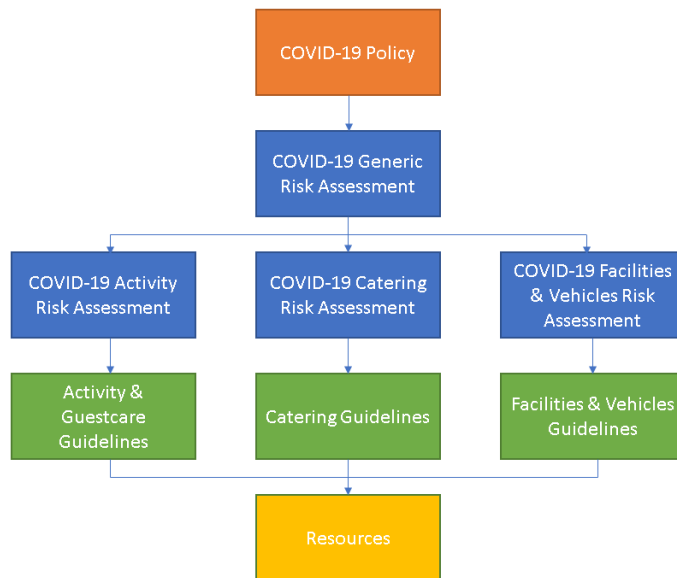 COVID-19 Policy
COVID-19 Generic
Risk Assessment
COVID-19 Activity
Risk Assessment
COVID-19 Catering
Risk Assessment
COVID-19 Facilities
& Vehicles Risk
Assessment
Activity &
Guestcare
Guidelines
Catering Guidelines
Facilities & Vehicles
Guidelines
Resources